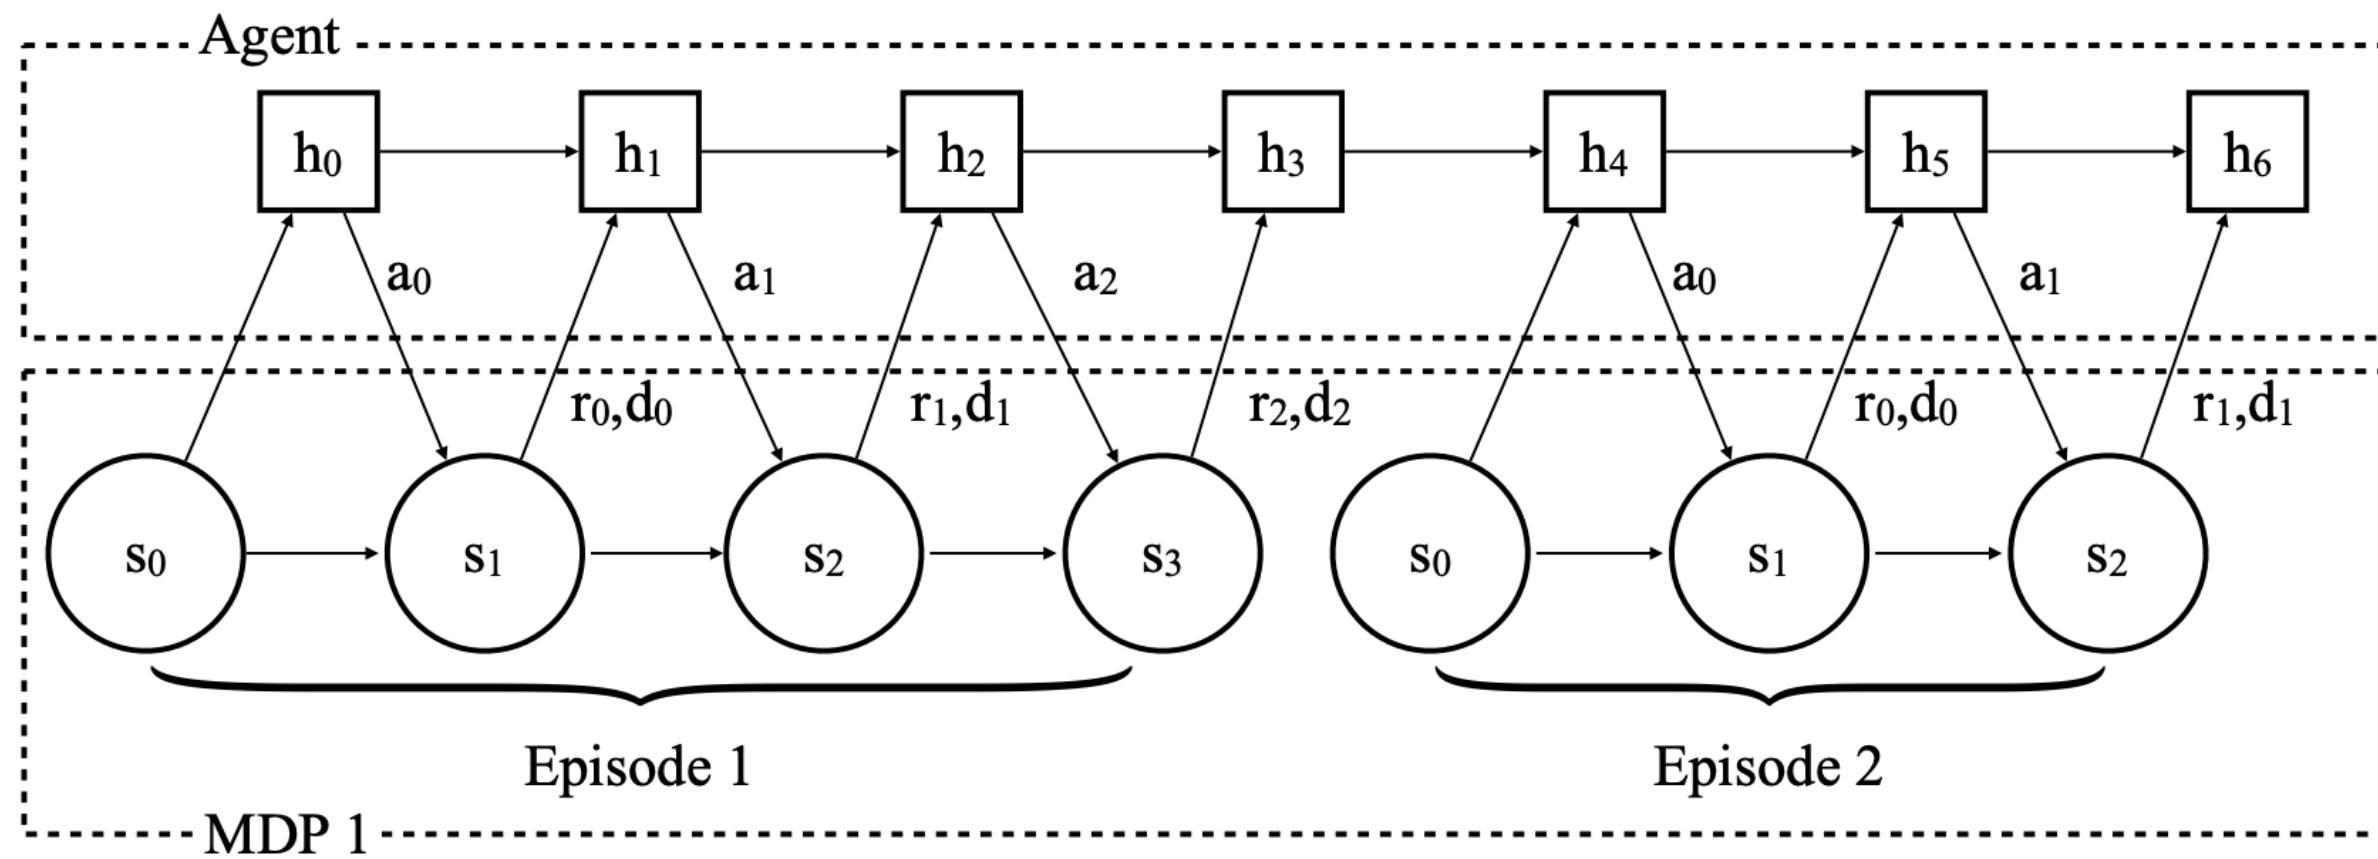 Agent
h₀ h₁ h₂ h₃ h₄ h₅ h₆
a₀ a₁ a₂ a₀ a₁
r₀,d₀ r₁,d₁ r₂,d₂ r₀,d₀ r₁,d₁
s₀ s₁ s₂ s₃ s₀ s₁ s₂
Episode 1 Episode 2
MDP 1